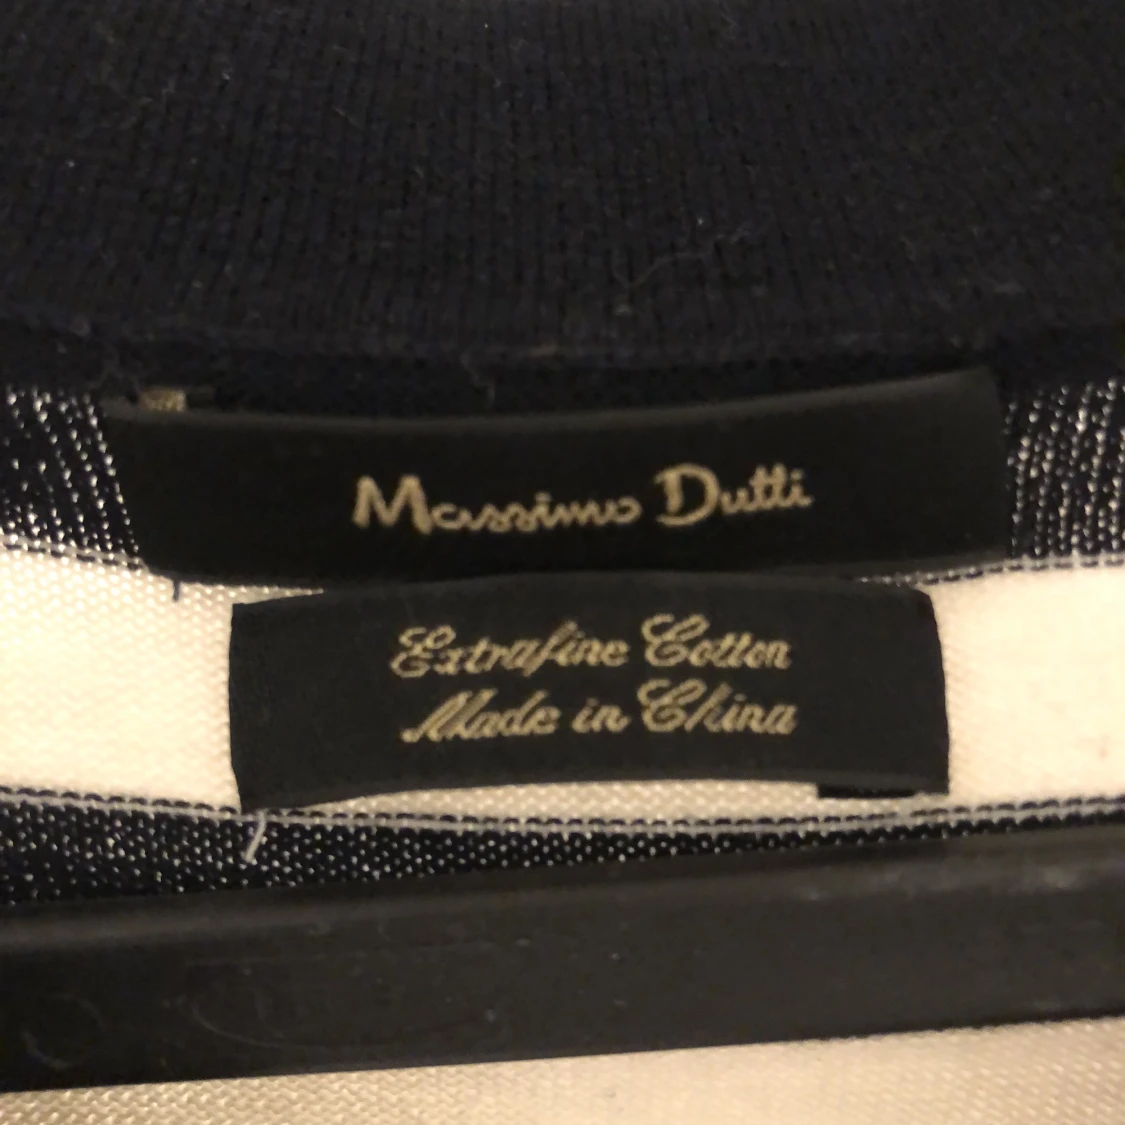 Massimo Dutti
Extrafine Cotton
Made in China